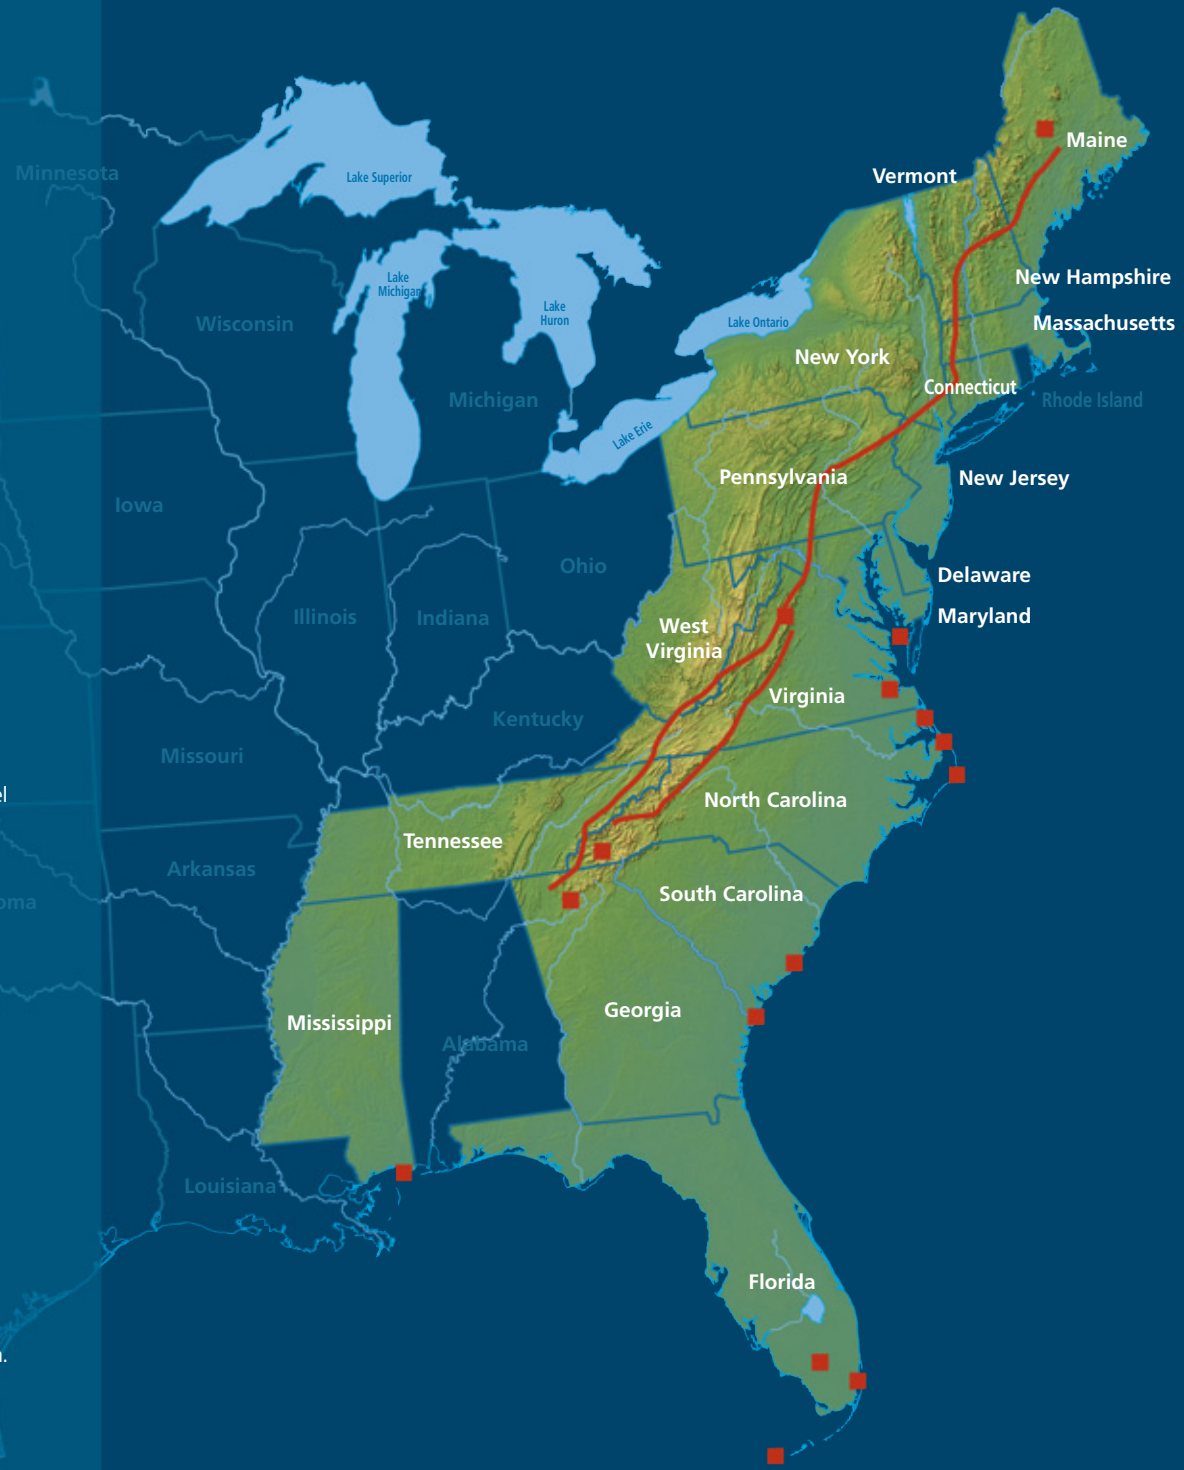 Maine
Vermont
Minnesota
Lake Superior
New Hampshire
Lake
Michigan
Lake
Huron
Lake Ontario
Massachusetts
Wisconsin
New York
Connecticut
Rhode Island
Michigan
Lake Erie
Pennsylvania
New Jersey
Iowa
Ohio
Delaware
Maryland
Illinois
Indiana
West
Virginia
Virginia
Kentucky
Missouri
el
North Carolina
Tennessee
Arkansas
South Carolina
oma
Georgia
Mississippi
Alabama
Louisiana
Florida